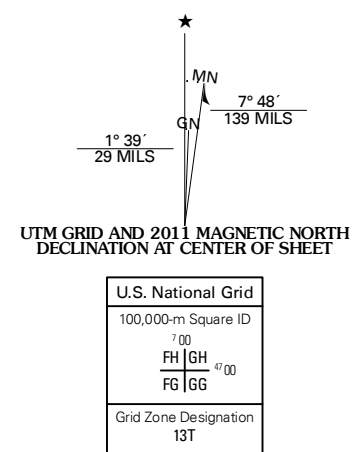 ★
MN
GN
7° 48´
139 MILS
1° 39´
29 MILS
UTM GRID AND 2011 MAGNETIC NORTH
DECLINATION AT CENTER OF SHEET
U.S. National Grid
100,000-m Square ID
7 00
FH GH
47 00
FG GG
Grid Zone Designation
13T